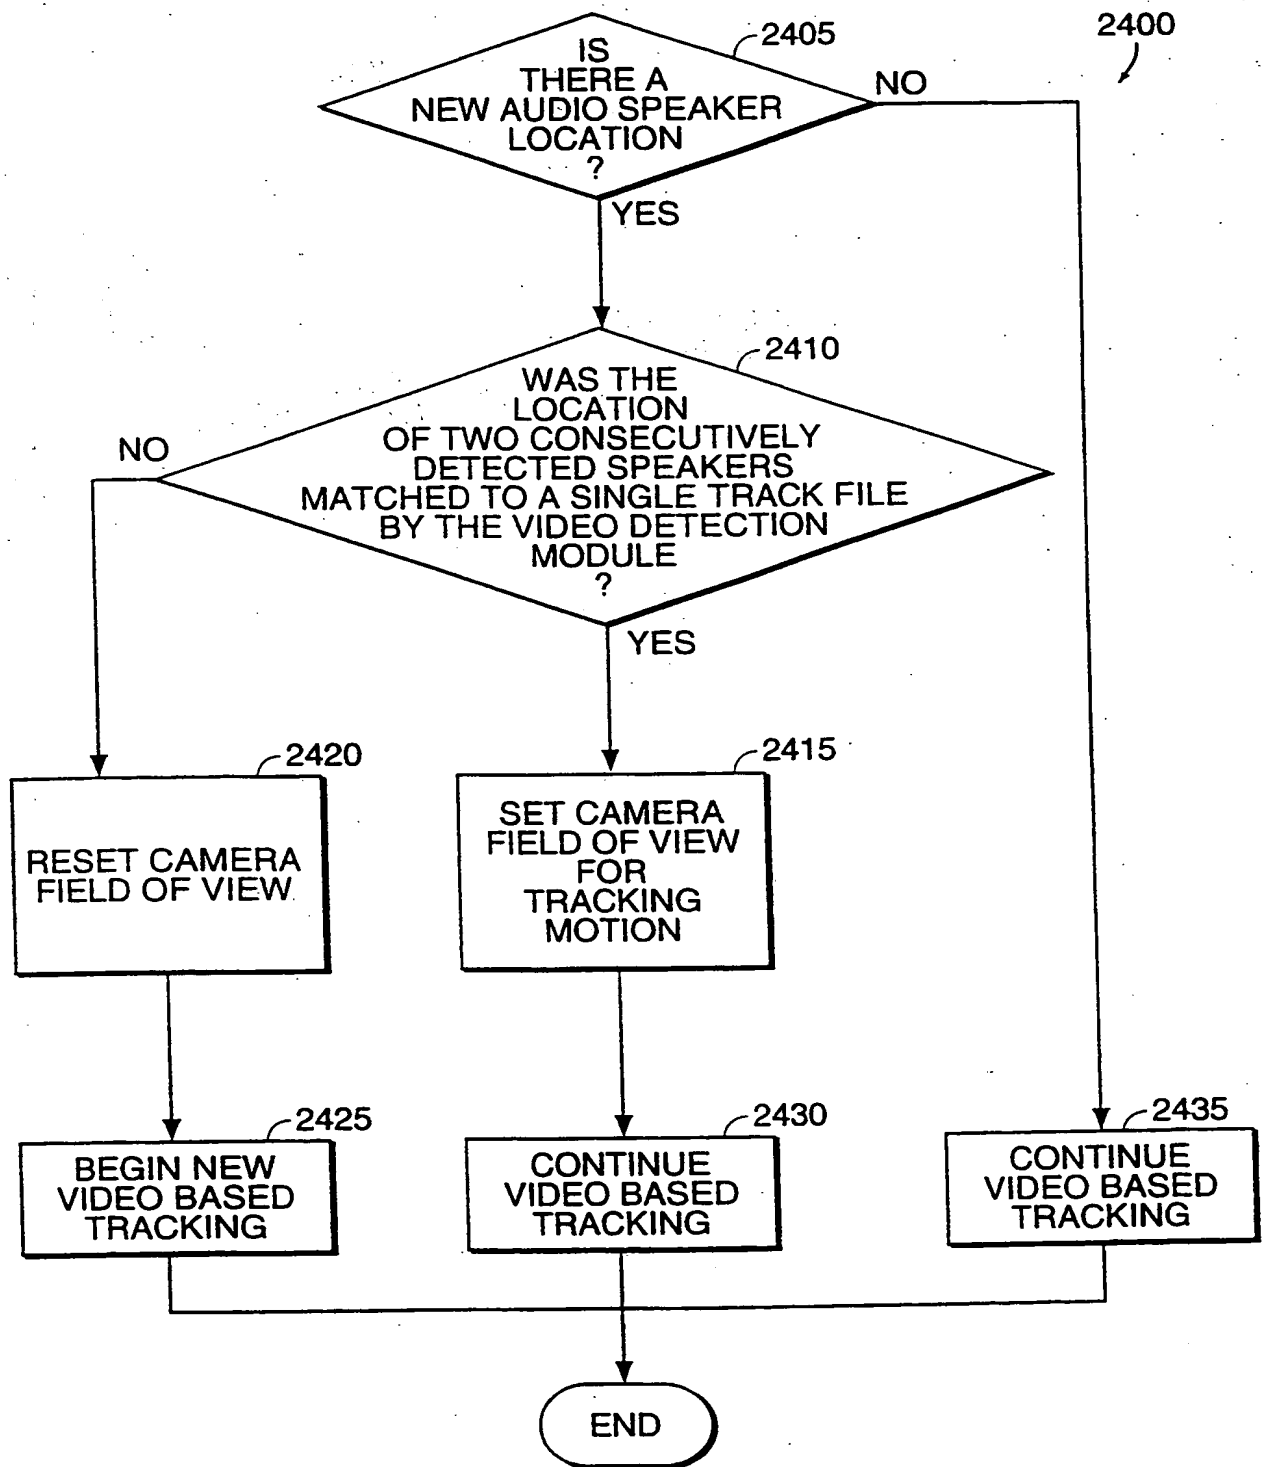 2400
2405
IS
THERE A
NEW AUDIO SPEAKER
LOCATION
?
NO
YES
2410
WAS THE
LOCATION
OF TWO CONSECUTIVELY
DETECTED SPEAKERS
MATCHED TO A SINGLE TRACK FILE
BY THE VIDEO DETECTION
MODULE
?
NO
YES
2420
RESET CAMERA
FIELD OF VIEW
2415
SET CAMERA
FIELD OF VIEW
FOR
TRACKING
MOTION
2425
BEGIN NEW
VIDEO BASED
TRACKING
2430
CONTINUE
VIDEO BASED
TRACKING
2435
CONTINUE
VIDEO BASED
TRACKING
END